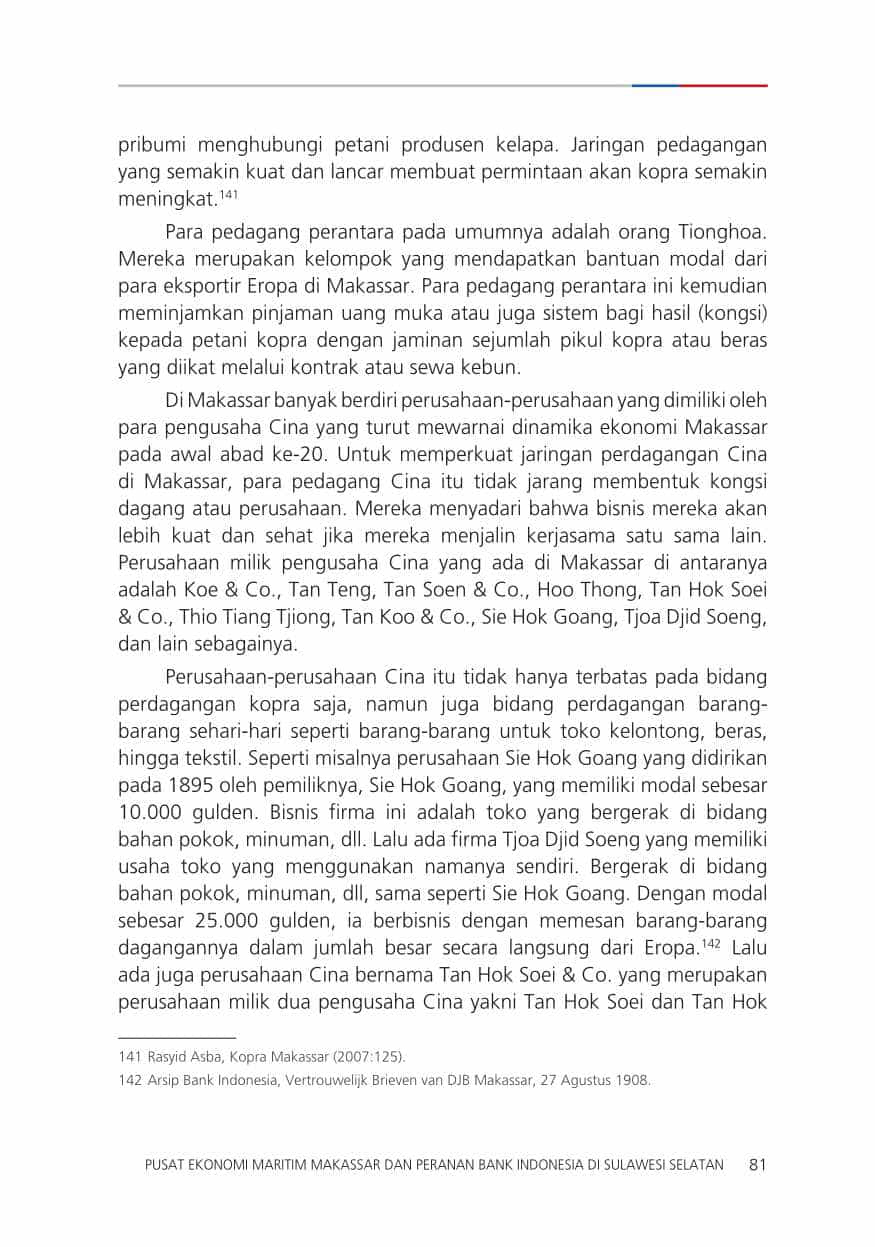 pribumi menghubungi petani produsen kelapa. Jaringan pedagangan
yang semakin kuat dan lancar membuat permintaan akan kopra semakin
meningkat.141
Para pedagang perantara pada umumnya adalah orang Tionghoa.
Mereka merupakan kelompok yang mendapatkan bantuan modal dari
para eksportir Eropa di Makassar. Para pedagang perantara ini kemudian
meminjamkan pinjaman uang muka atau juga sistem bagi hasil (kongsi)
kepada petani kopra dengan jaminan sejumlah pikul kopra atau beras
yang diikat melalui kontrak atau sewa kebun.
Di Makassar banyak berdiri perusahaan-perusahaan yang dimiliki oleh
para pengusaha Cina yang turut mewarnai dinamika ekonomi Makassar
pada awal abad ke-20. Untuk memperkuat jaringan perdagangan Cina
di Makassar, para pedagang Cina itu tidak jarang membentuk kongsi
dagang atau perusahaan. Mereka menyadari bahwa bisnis mereka akan
lebih kuat dan sehat jika mereka menjalin kerjasama satu sama lain.
Perusahaan milik pengusaha Cina yang ada di Makassar di antaranya
adalah Koe & Co., Tan Teng, Tan Soen & Co., Hoo Thong, Tan Hok Soei
& Co., Thio Tiang Tjiong, Tan Koo & Co., Sie Hok Goang, Tjoa Djid Soeng,
dan lain sebagainya.
Perusahaan-perusahaan Cina itu tidak hanya terbatas pada bidang
perdagangan kopra saja, namun juga bidang perdagangan barang-
barang sehari-hari seperti barang-barang untuk toko kelontong, beras,
hingga tekstil. Seperti misalnya perusahaan Sie Hok Goang yang didirikan
pada 1895 oleh pemiliknya, Sie Hok Goang, yang memiliki modal sebesar
10.000 gulden. Bisnis firma ini adalah toko yang bergerak di bidang
bahan pokok, minuman, dll. Lalu ada firma Tjoa Djid Soeng yang memiliki
usaha toko yang menggunakan namanya sendiri. Bergerak di bidang
bahan pokok, minuman, dll, sama seperti Sie Hok Goang. Dengan modal
sebesar 25.000 gulden, ia berbisnis dengan memesan barang-barang
dagangannya dalam jumlah besar secara langsung dari Eropa.142 Lalu
ada juga perusahaan Cina bernama Tan Hok Soei & Co. yang merupakan
perusahaan milik dua pengusaha Cina yakni Tan Hok Soei dan Tan Hok
141 Rasyid Asba, Kopra Makassar (2007:125).
142 Arsip Bank Indonesia, Vertrouwelijk Brieven van DJB Makassar, 27 Agustus 1908.
PUSAT EKONOMI MARITIM MAKASSAR DAN PERANAN BANK INDONESIA DI SULAWESI SELATAN 81